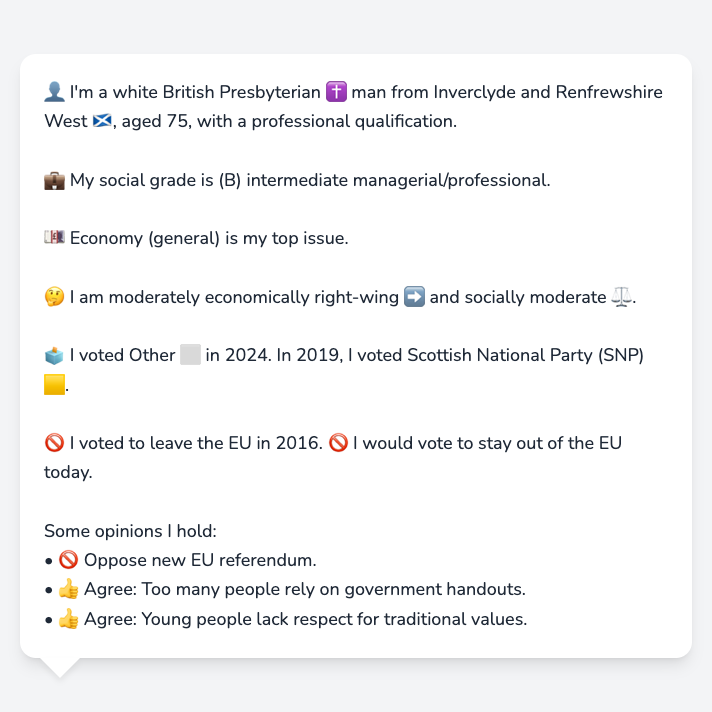 👤 I'm a white British Presbyterian ✝️ man from Inverclyde and Renfrewshire
West 🏴󠁧󠁢󠁳󠁣󠁴󠁿, aged 75, with a professional qualification.
💼 My social grade is (B) intermediate managerial/professional.
💷 Economy (general) is my top issue.
🤔 I am moderately economically right-wing ➡️ and socially moderate ⚖️.
🗳️ I voted Other ⬜ in 2024. In 2019, I voted Scottish National Party (SNP)
🟨.
🚫 I voted to leave the EU in 2016. 🚫 I would vote to stay out of the EU
today.
Some opinions I hold:
• 🚫 Oppose new EU referendum.
• 👍 Agree: Too many people rely on government handouts.
• 👍 Agree: Young people lack respect for traditional values.